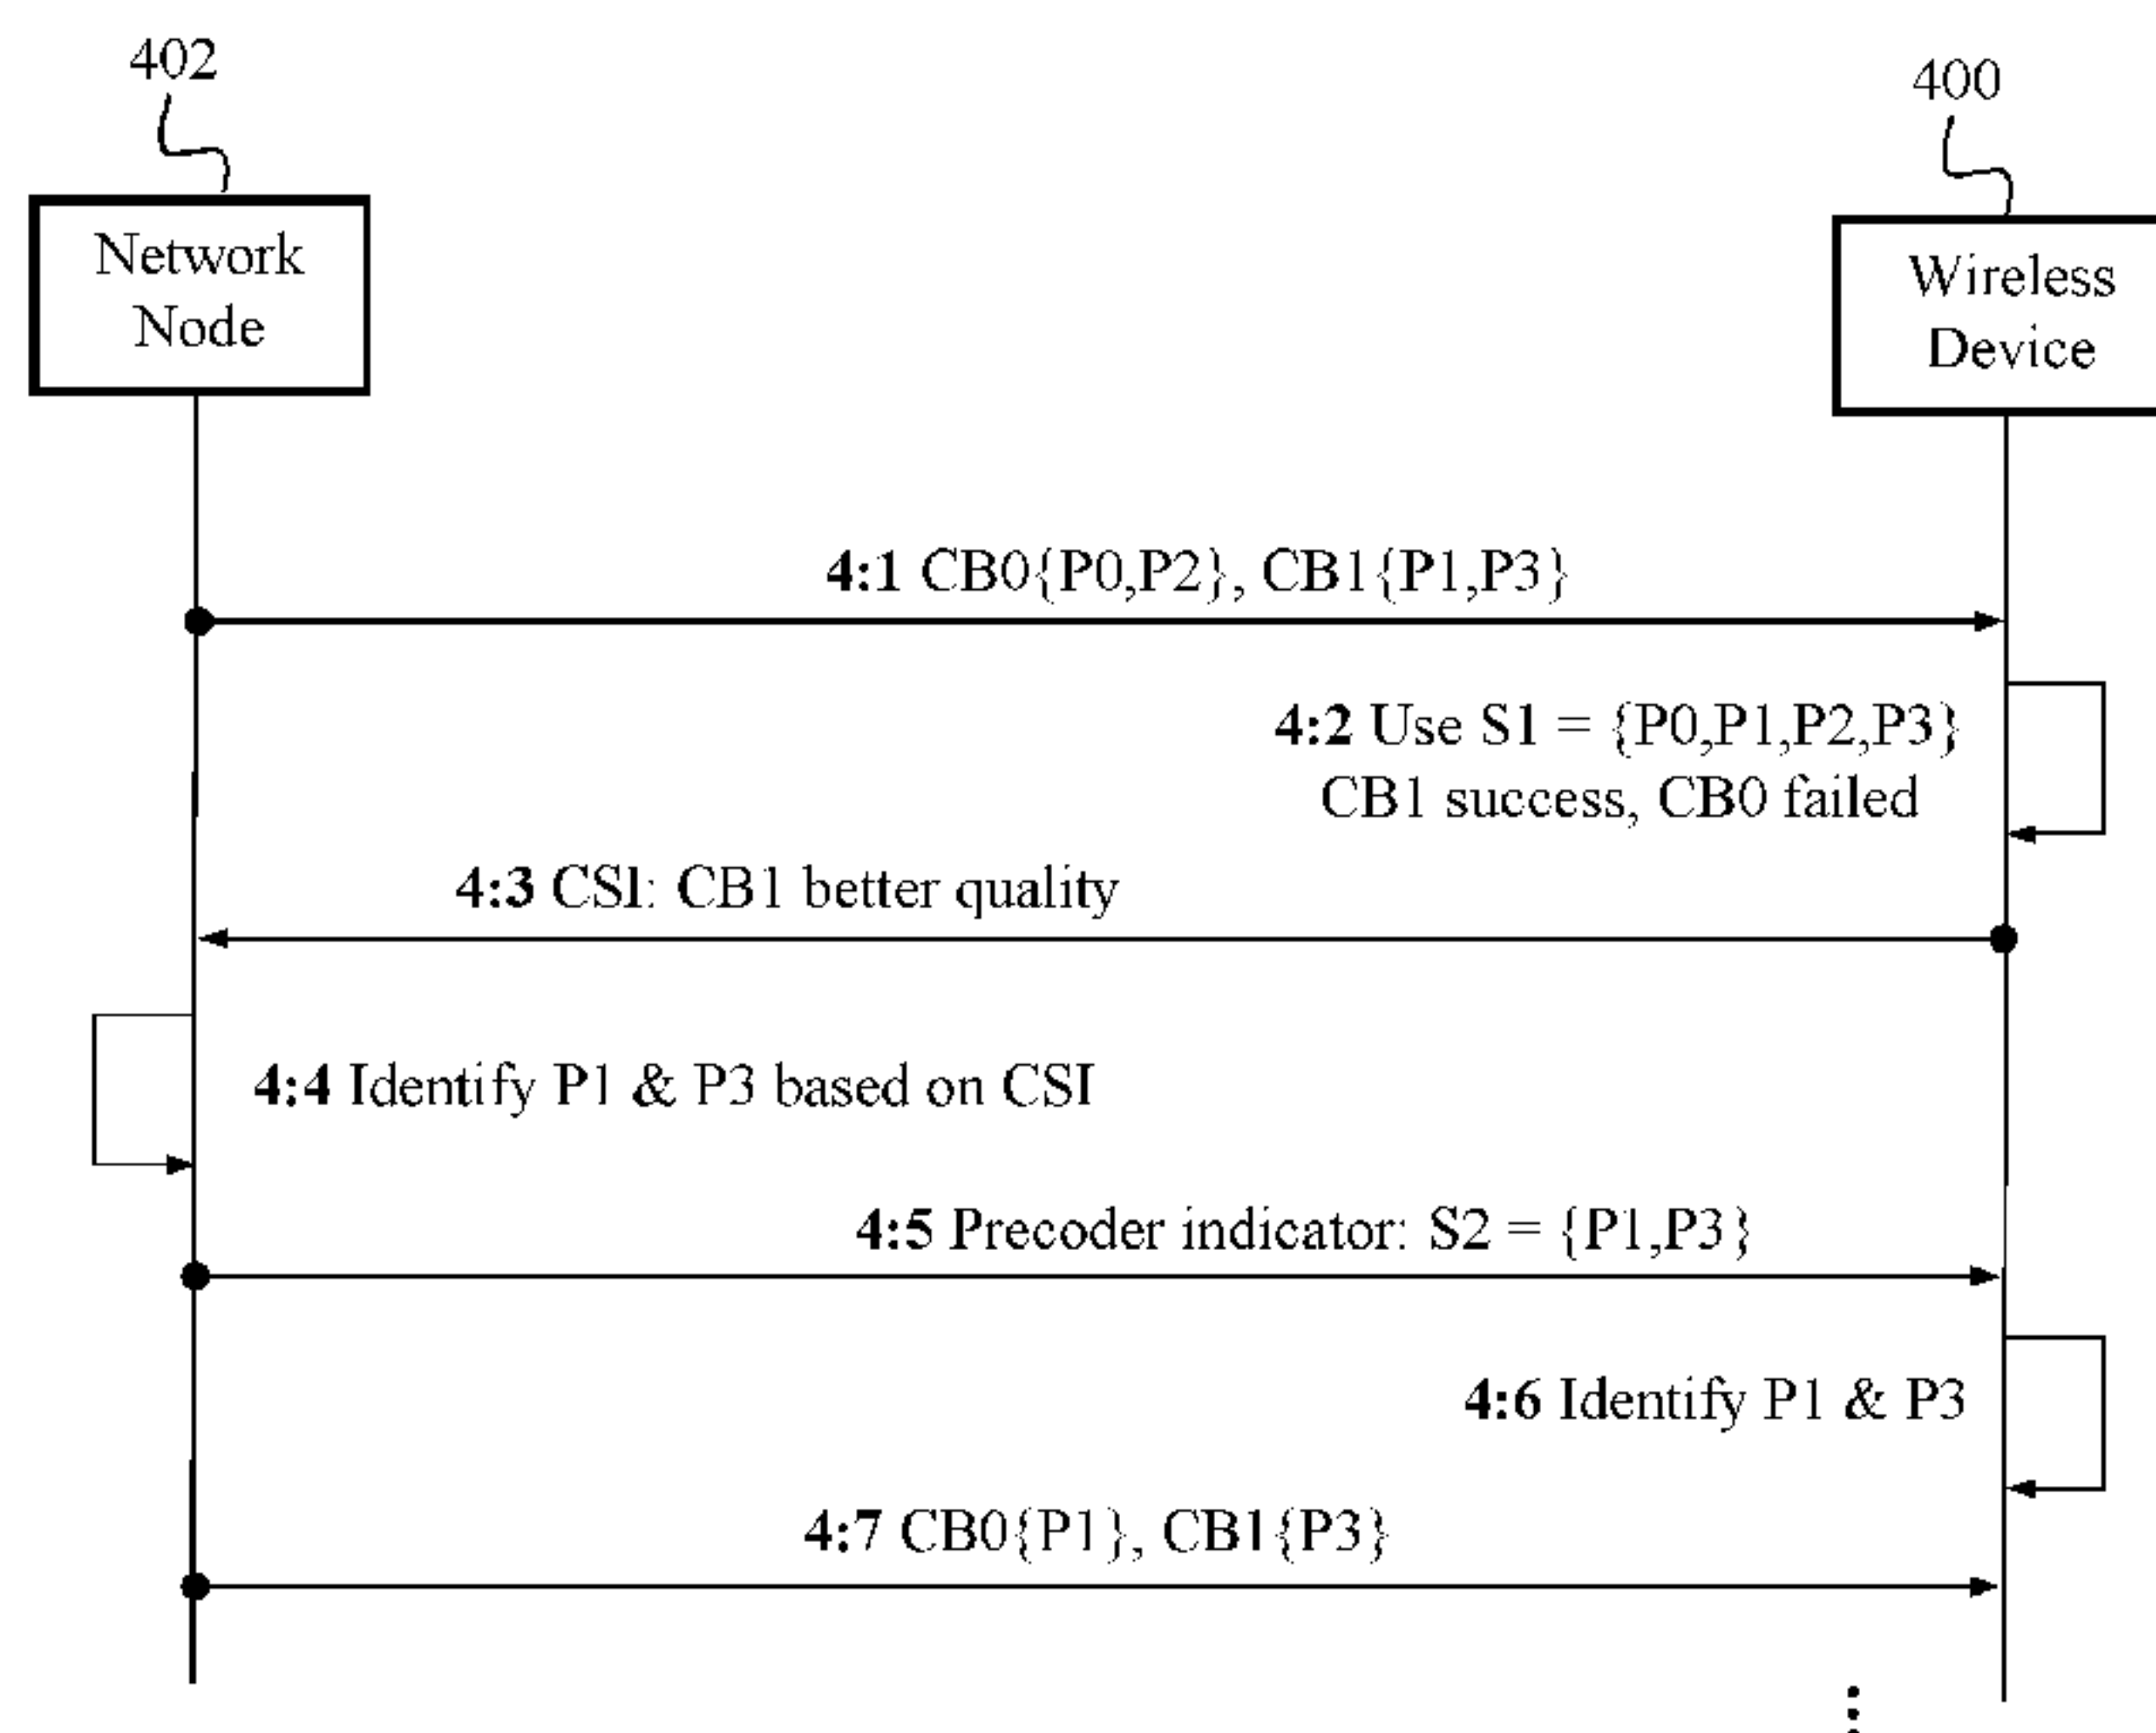 402
400
Network
Node
Wireless
Device
4:1 CB0{P0,P2}, CB1{P1,P3}
4:2 Use S1 = {P0,P1,P2,P3}
CB1 success, CB0 failed
4:3 CSI: CB1 better quality
4:4 Identify P1 & P3 based on CSI
4:5 Precoder indicator: S2 = {P1,P3}
4:6 Identify P1 & P3
4:7 CB0{P1}, CB1{P3}